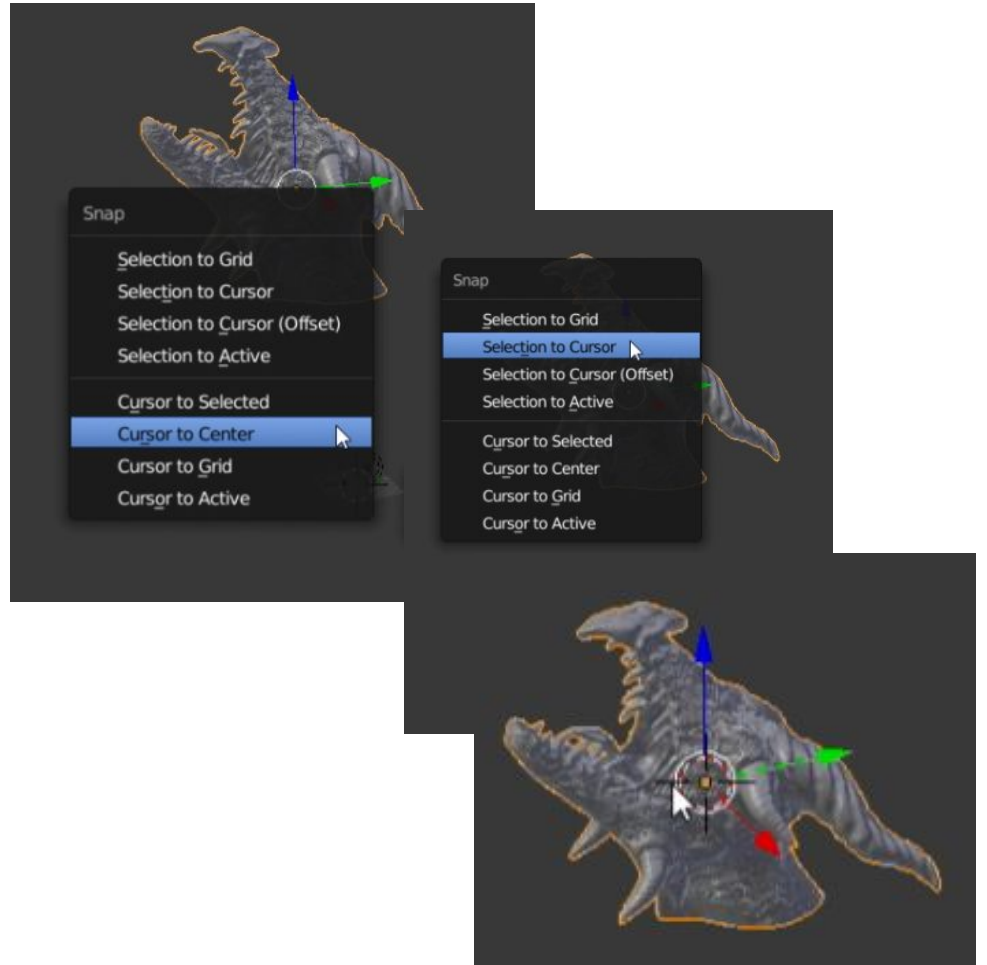 Snap
Selection to Grid
Selection to Cursor
Selection to Cursor (Offset)
Selection to Active
Cursor to Selected
Cursor to Center
Cursor to Grid
Cursor to Active
Snap
Selection to Grid
Selection to Cursor
Selection to Cursor (Offset)
Selection to Active
Cursor to Selected
Cursor to Center
Cursor to Grid
Cursor to Active